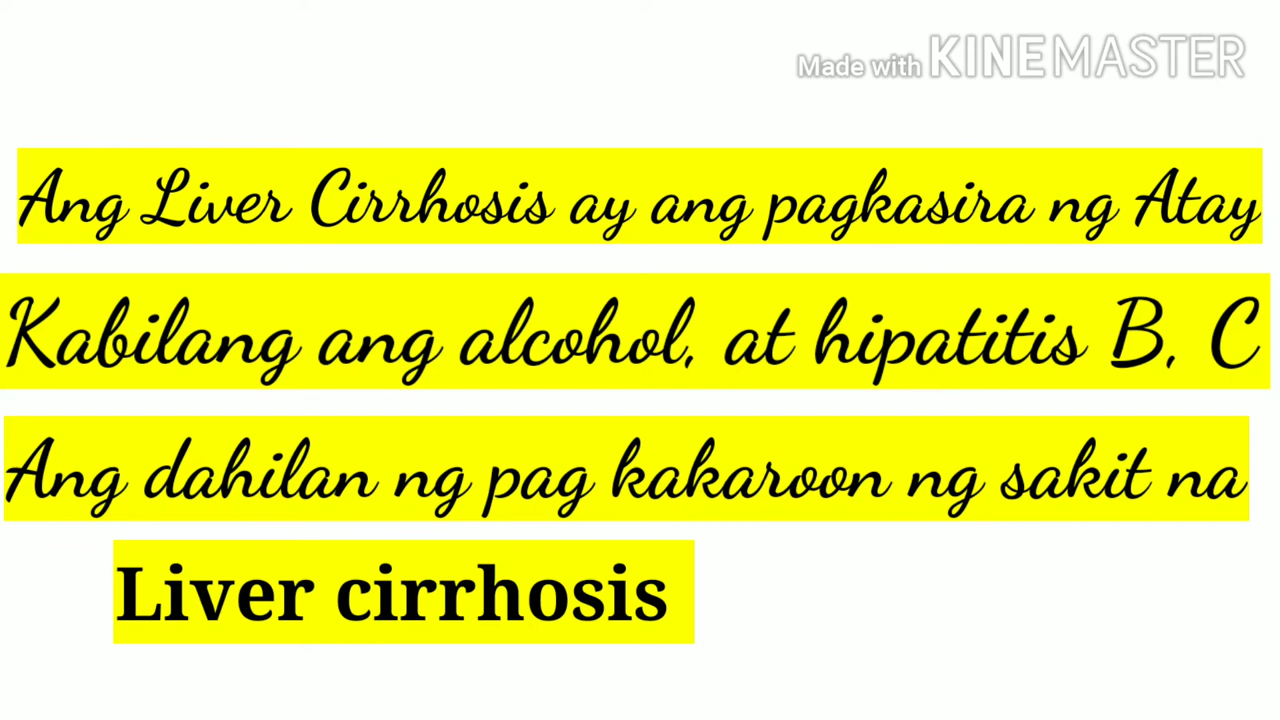 Made with KINEMASTER
Ang Liver Cirrhosis ay ang pagkasira ng Atay
Kabilang ang alcohol, at hipatitis B, C
Ang dahilan ng pag kakaroon ng sakit na
Liver cirrhosis